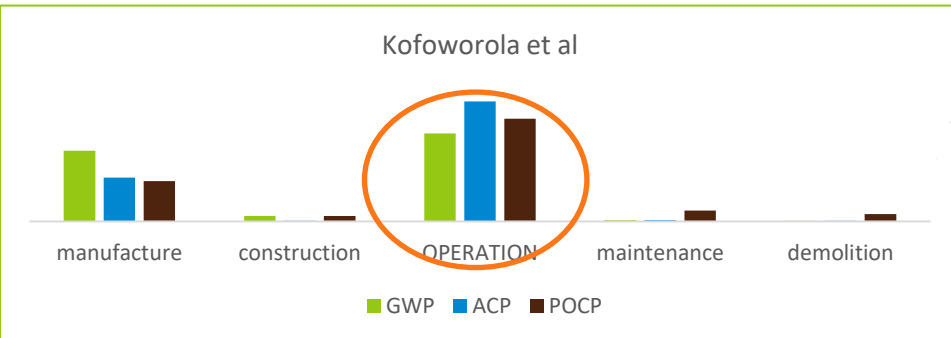 Kofoworola et al
manufacture construction OPERATION maintenance demolition
GWP ACP POCP